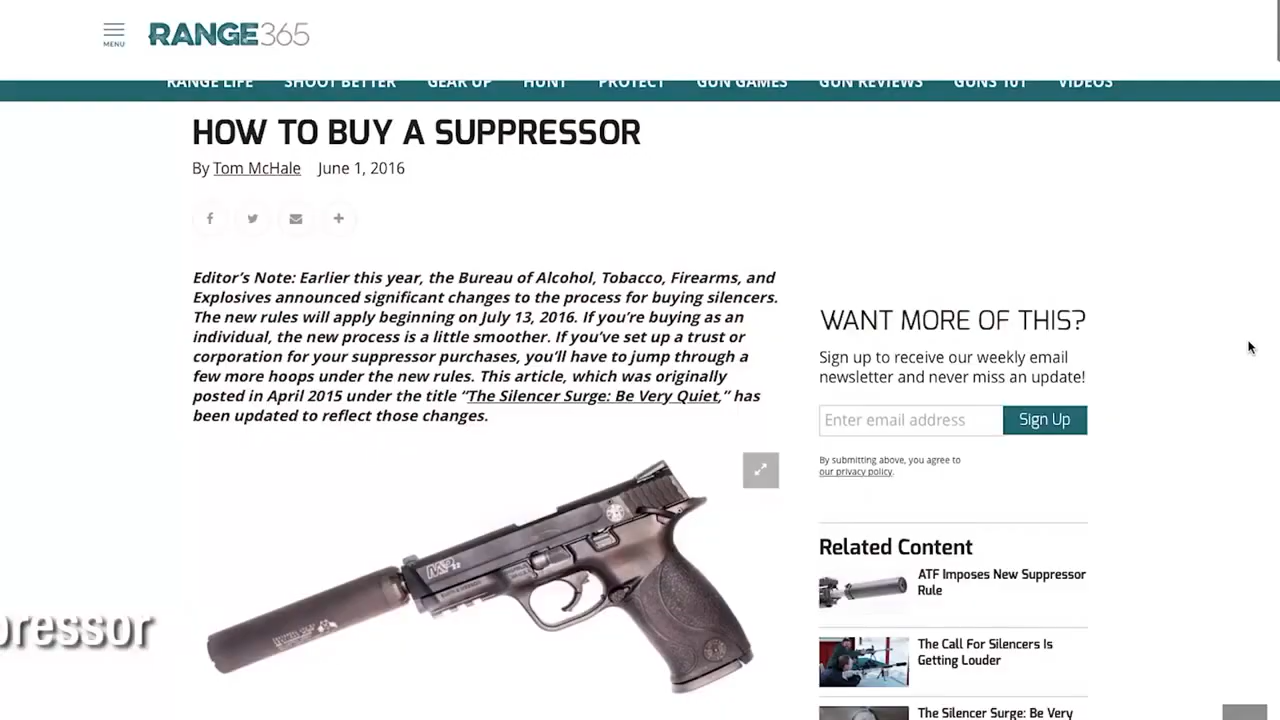 MENU
RANGE365
RANGE LIFE SHOOT BETTER GEAR UP HUNT PROTECT GUN GAMES GUN REVIEWS GUNS 101 VIDEOS
HOW TO BUY A SUPPRESSOR
By Tom McHale June 1, 2016
Editor's Note: Earlier this year, the Bureau of Alcohol, Tobacco, Firearms, and
Explosives announced significant changes to the process for buying silencers.
The new rules will apply beginning on July 13, 2016. If you're buying as an
individual, the new process is a little smoother. If you've set up a trust or
corporation for your suppressor purchases, you'll have to jump through a
few more hoops under the new rules. This article, which was originally
posted in April 2015 under the title “The Silencer Surge: Be Very Quiet,” has
been updated to reflect those changes.
M&P22
pressor
WANT MORE OF THIS?
Sign up to receive our weekly email
newsletter and never miss an update!
Enter email address Sign Up
By submitting above, you agree to
our privacy policy.
Related Content
ATF Imposes New Suppressor
Rule
The Call For Silencers Is
Getting Louder
The Silencer Surge: Be Very